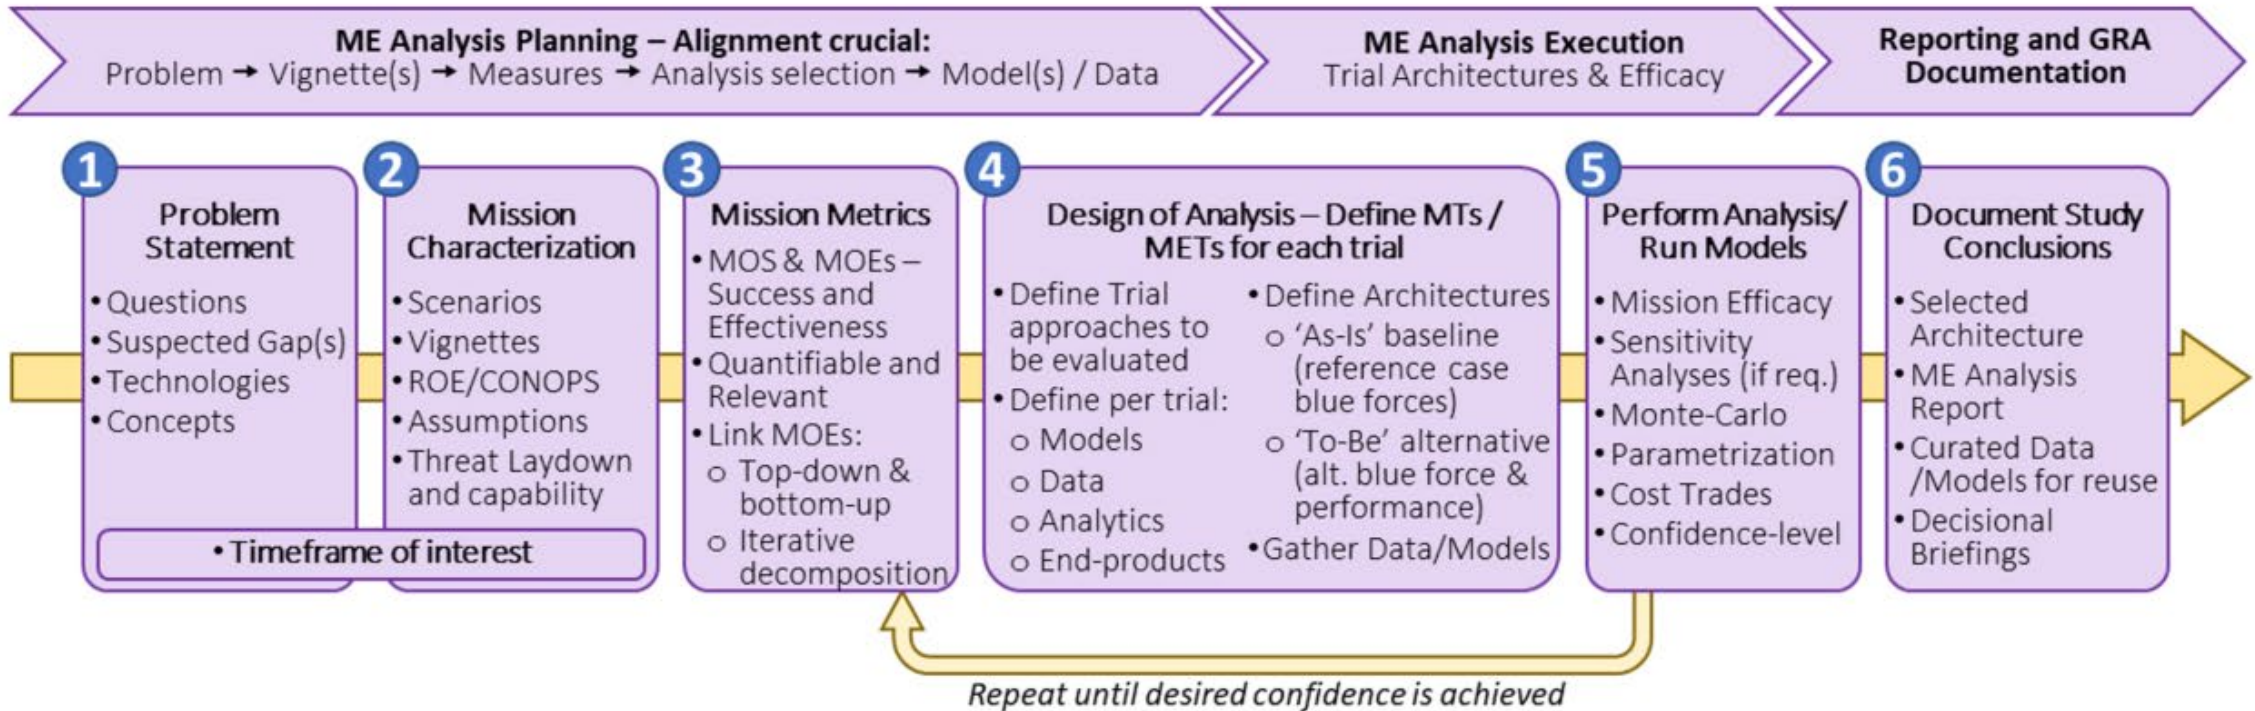 ME Analysis Planning – Alignment crucial:
Problem → Vignette(s) → Measures → Analysis selection → Model(s) / Data
ME Analysis Execution
Trial Architectures & Efficacy
Reporting and GRA
Documentation
1
Problem
Statement
• Questions
• Suspected Gap(s)
• Technologies
• Concepts
2
Mission
Characterization
• Scenarios
• Vignettes
• ROE/CONOPS
• Assumptions
• Threat Laydown
and capability
• Timeframe of interest
3
Mission Metrics
• MOS & MOEs –
Success and
Effectiveness
• Quantifiable and
Relevant
• Link MOEs:
o Top-down &
bottom-up
o Iterative
decomposition
4
Design of Analysis – Define MTs /
METs for each trial
• Define Trial
approaches to
be evaluated
• Define per trial:
o Models
o Data
o Analytics
o End-products
• Define Architectures
o ‘As-Is’ baseline
(reference case
blue forces)
o ‘To-Be’ alternative
(alt. blue force &
performance)
• Gather Data/Models
5
Perform Analysis/
Run Models
• Mission Efficacy
• Sensitivity
Analyses (if req.)
• Monte-Carlo
• Parametrization
• Cost Trades
• Confidence-level
6
Document Study
Conclusions
• Selected
Architecture
• ME Analysis
Report
• Curated Data
/Models for reuse
• Decisional
Briefings
Repeat until desired confidence is achieved